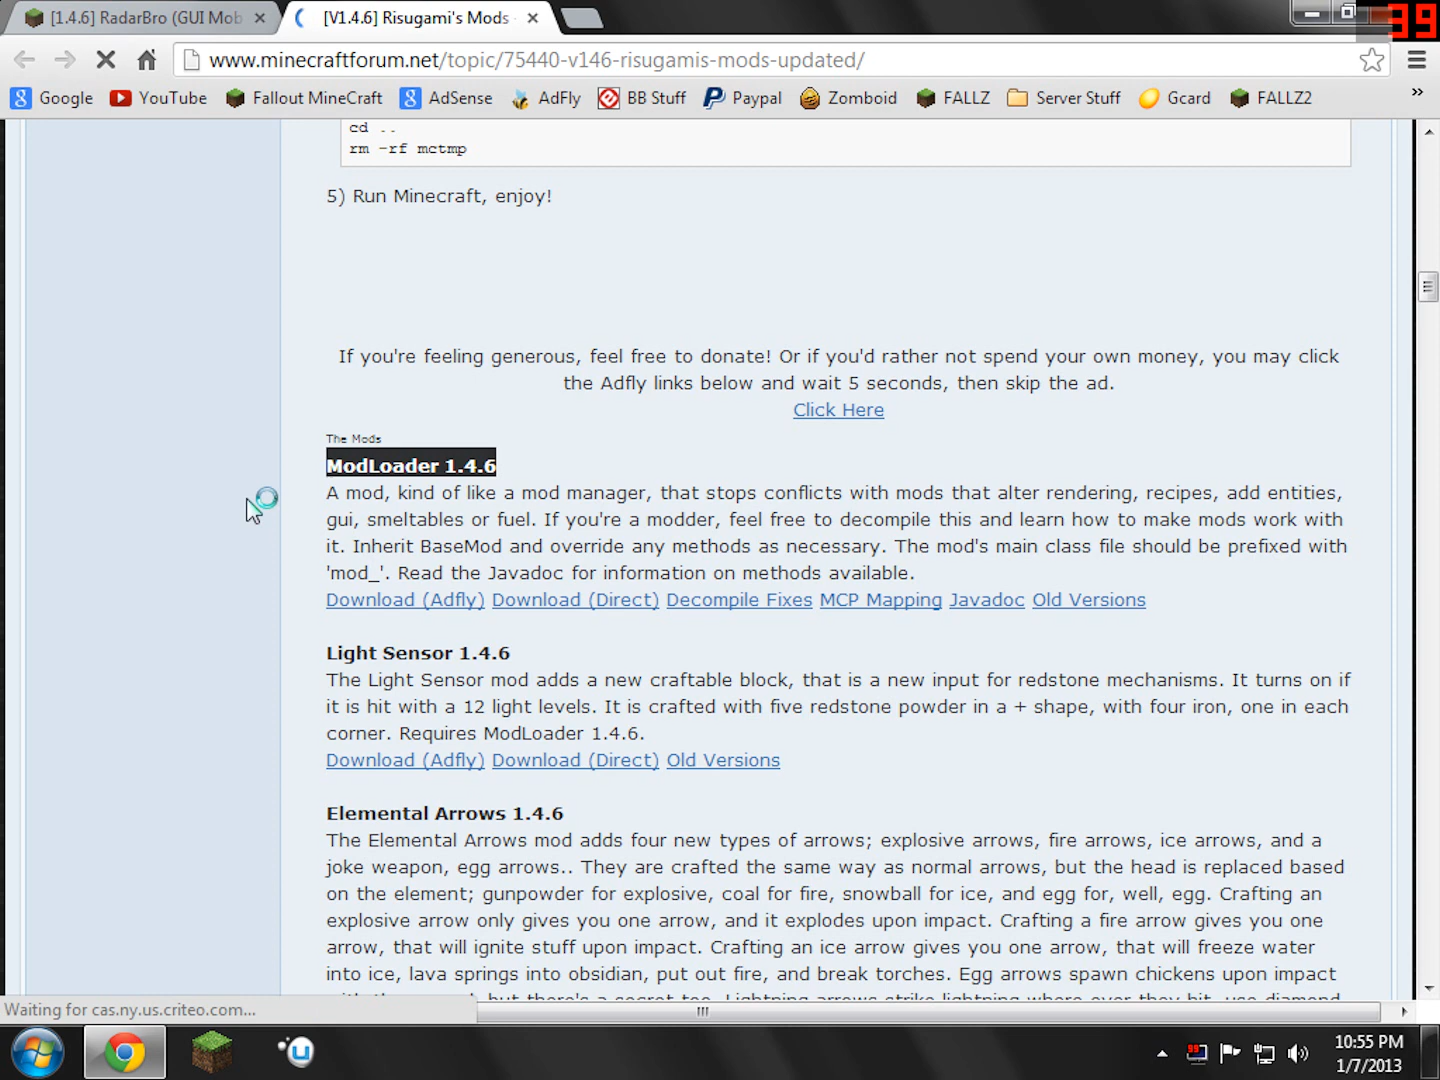 [1.4.6] RadarBro (GUI Mob
[V1.4.6] Risugami's Mods
39
www.minecraftforum.net/topic/75440-v146-risugamis-mods-updated/
Google YouTube Fallout MineCraft AdSense AdFly BB Stuff Paypal Zomboid FALLZ Server Stuff Gcard FALLZ2 »
cd ..
rm -rf mctmp
5) Run Minecraft, enjoy!
If you're feeling generous, feel free to donate! Or if you'd rather not spend your own money, you may click
the Adfly links below and wait 5 seconds, then skip the ad.
Click Here
The Mods
ModLoader 1.4.6
A mod, kind of like a mod manager, that stops conflicts with mods that alter rendering, recipes, add entities,
gui, smeltables or fuel. If you're a modder, feel free to decompile this and learn how to make mods work with
it. Inherit BaseMod and override any methods as necessary. The mod's main class file should be prefixed with
'mod_'. Read the Javadoc for information on methods available.
Download (Adfly) Download (Direct) Decompile Fixes MCP Mapping Javadoc Old Versions
Light Sensor 1.4.6
The Light Sensor mod adds a new craftable block, that is a new input for redstone mechanisms. It turns on if
it is hit with a 12 light levels. It is crafted with five redstone powder in a + shape, with four iron, one in each
corner. Requires ModLoader 1.4.6.
Download (Adfly) Download (Direct) Old Versions
Elemental Arrows 1.4.6
The Elemental Arrows mod adds four new types of arrows; explosive arrows, fire arrows, ice arrows, and a
joke weapon, egg arrows.. They are crafted the same way as normal arrows, but the head is replaced based
on the element; gunpowder for explosive, coal for fire, snowball for ice, and egg for, well, egg. Crafting an
explosive arrow only gives you one arrow, and it explodes upon impact. Crafting a fire arrow gives you one
arrow, that will ignite stuff upon impact. Crafting an ice arrow gives you one arrow, that will freeze water
into ice, lava springs into obsidian, put out fire, and break torches. Egg arrows spawn chickens upon impact
but there's a secret too. Lightning arrows strike lightning where ever they hit, use diamond
Waiting for cas.ny.us.criteo.com...
10:55 PM
1/7/2013